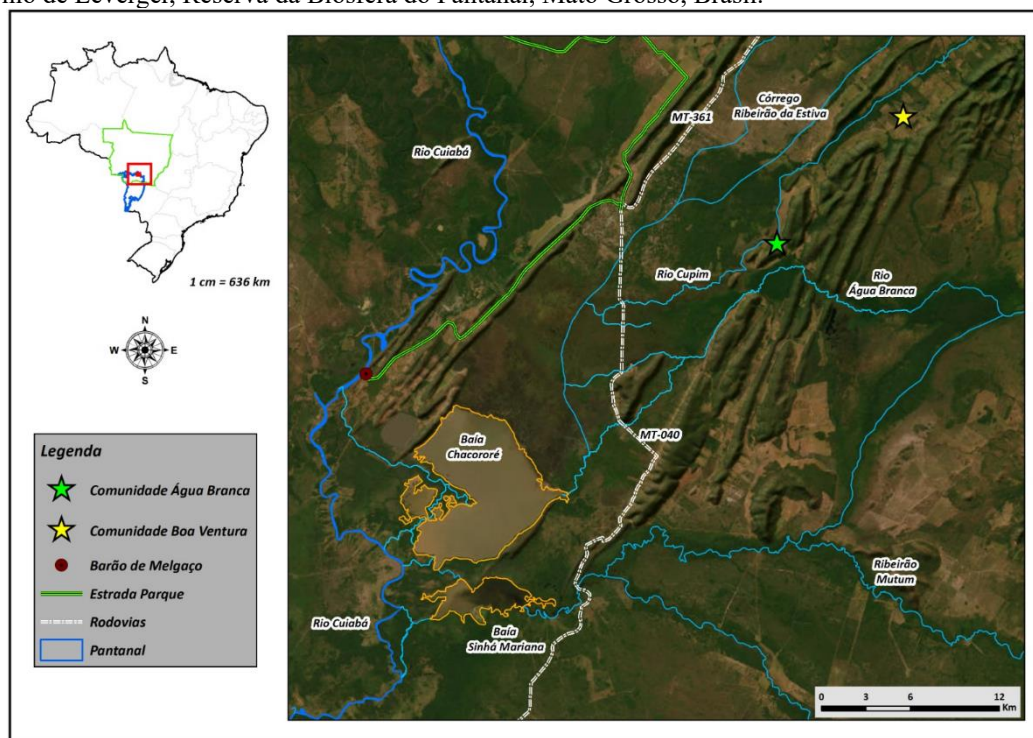 nho de Leverger, Reserva da Biosfera do Pantanal, Mato Grosso, Brasil.
1 cm = 636 km
N
W
E
S
Legenda
Comunidade Água Branca
Comunidade Boa Ventura
Barão de Melgaço
Estrada Parque
Rodovias
Pantanal
Rio Cuiabá
MT-361
Córrego
Ribeirão da Estiva
Rio Cupim
Rio
Água Branca
MT-040
Baía
Chacororé
Ribeirão
Mutum
Rio Cuiabá
Baía
Sinhá Mariana
0 3 6 12
Km